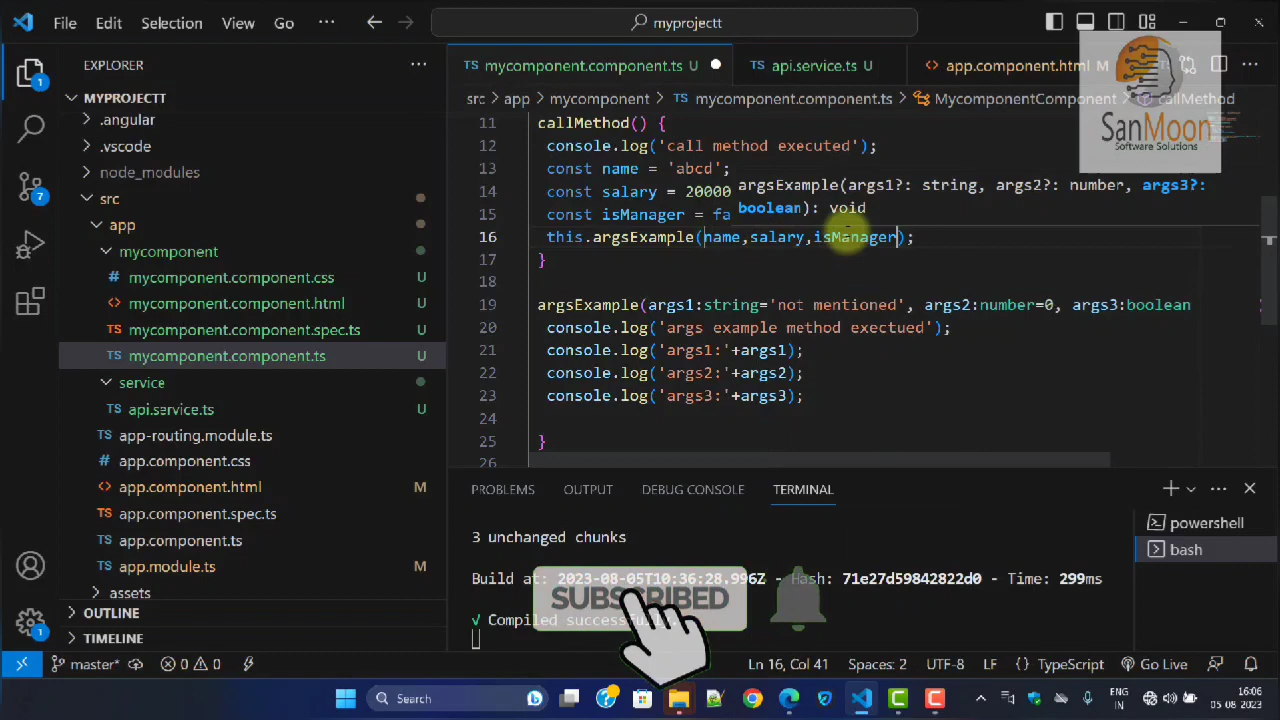 File Edit Selection View Go ··· myprojectt
EXPLORER ···
mycomponent.component.ts U
api.service.ts U
app.component.html M
···
MYPROJECTT
.angular
.vscode
node_modules
src
app
mycomponent
mycomponent.component.css U
mycomponent.component.html U
mycomponent.component.spec.ts U
mycomponent.component.ts U
service
api.service.ts U
app-routing.module.ts
app.component.css
app.component.html M
app.component.spec.ts
app.component.ts
app.module.ts
assets
OUTLINE
TIMELINE
1
7
1
src > app > mycomponent > TS mycomponent.component.ts > MycomponentComponent > callMethod
SanMoon
Software Solutions
11 callMethod() {
12 console.log('call method executed');
13 const name = 'abcd';
14 const salary = 20000
15 const isManager = fa
16 this.argsExample(name,salary,isManager);
17 }
18
19 argsExample(args1:string='not mentioned', args2:number=0, args3:boolean
20 console.log('args example method exectued');
21 console.log('args1:'+args1);
22 console.log('args2:'+args2);
23 console.log('args3:'+args3);
24
25 }
26
argsExample(args1?: string, args2?: number, args3?:
boolean): void
PROBLEMS OUTPUT DEBUG CONSOLE TERMINAL
3 unchanged chunks
Build at: 2023-08-05T10:36:28.996Z - Hash: 71e27d59842822d0 - Time: 299ms
√ Compiled successfully.
powershell
bash
SUBSCRIBED
master* 0 0 Ln 16, Col 41 Spaces: 2 UTF-8 LF {} TypeScript Go Live
Search
ENG
IN
16:06
05-08-2023